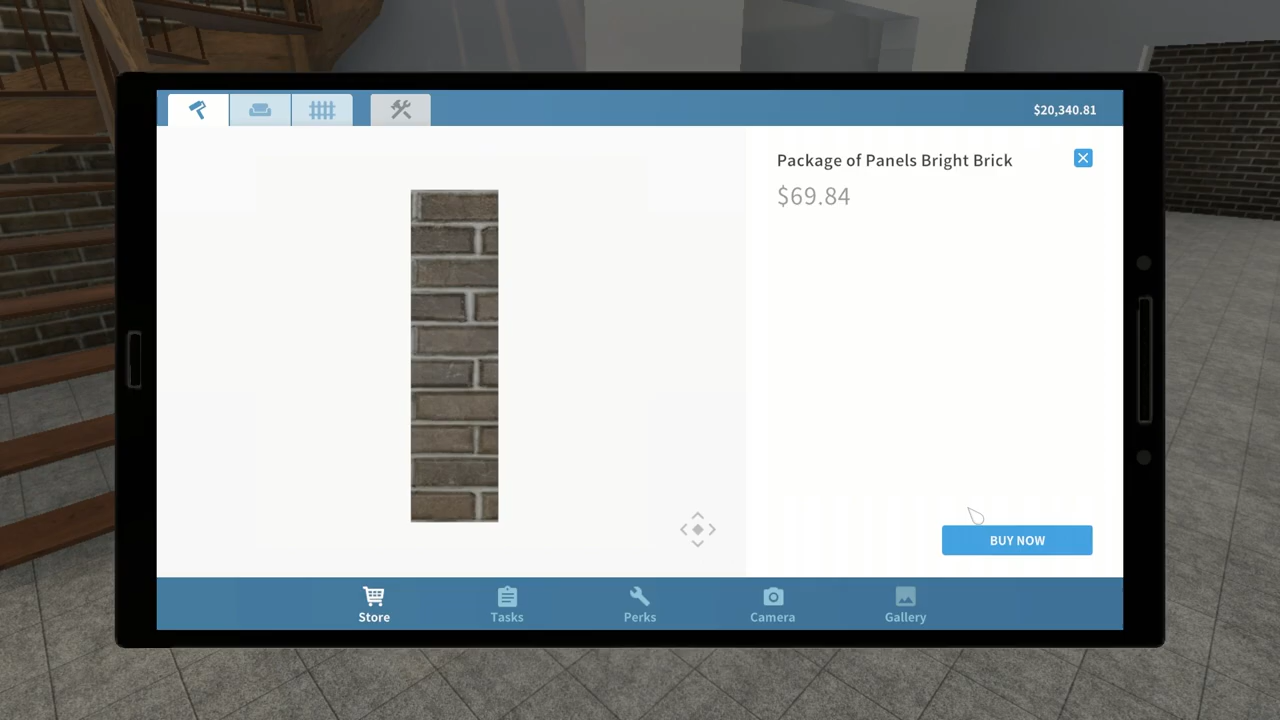 $20,340.81
Package of Panels Bright Brick
$69.84
BUY NOW
Store
Tasks
Perks
Camera
Gallery